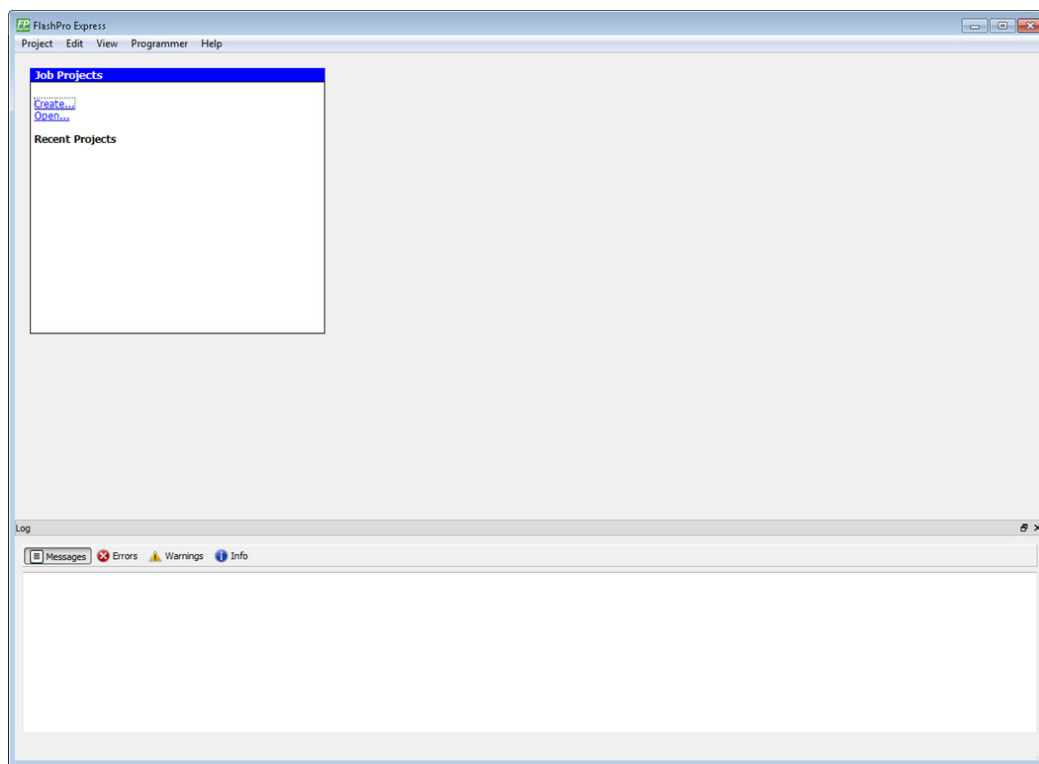 FP FlashPro Express
Project Edit View Programmer Help
Job Projects
Create...
Open...
Recent Projects
Log
Messages Errors Warnings Info